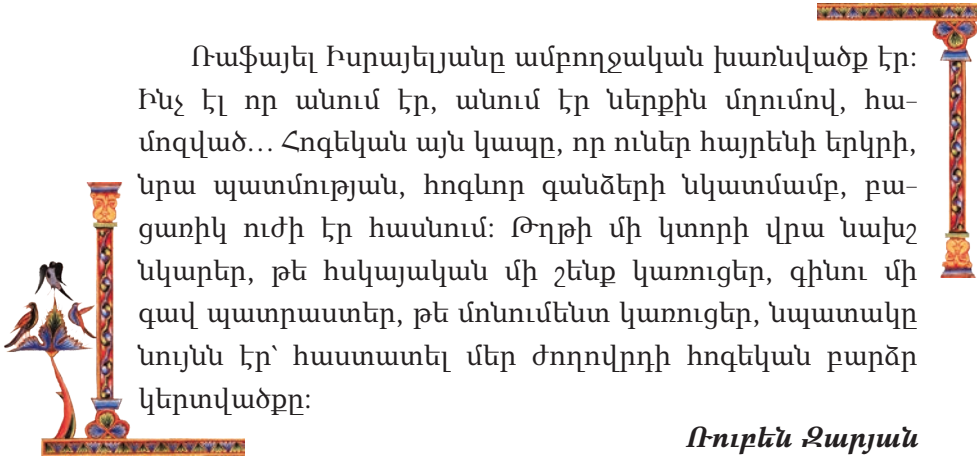 Ռաֆայել Իսրայելյանը ամբողջական խառնվածք էր:
Ինչ էլ որ անում էր, անում էր ներքին մղումով, հա-
մոզված… Հոգեկան այն կապը, որ ուներ հայրենի երկրի,
նրա պատմության, հոգևոր գանձերի նկատմամբ, բա-
ցառիկ ուժի էր հասնում: Թղթի մի կտորի վրա նախշ
նկարեր, թե հսկայական մի շենք կառուցեր, գինու մի
գավ պատրաստեր, թե մոնումենտ կառուցեր, նպատակը
նույնն էր՝ հաստատել մեր ժողովրդի հոգեկան բարձր
կերտվածքը:
Ռուբեն Զարյան